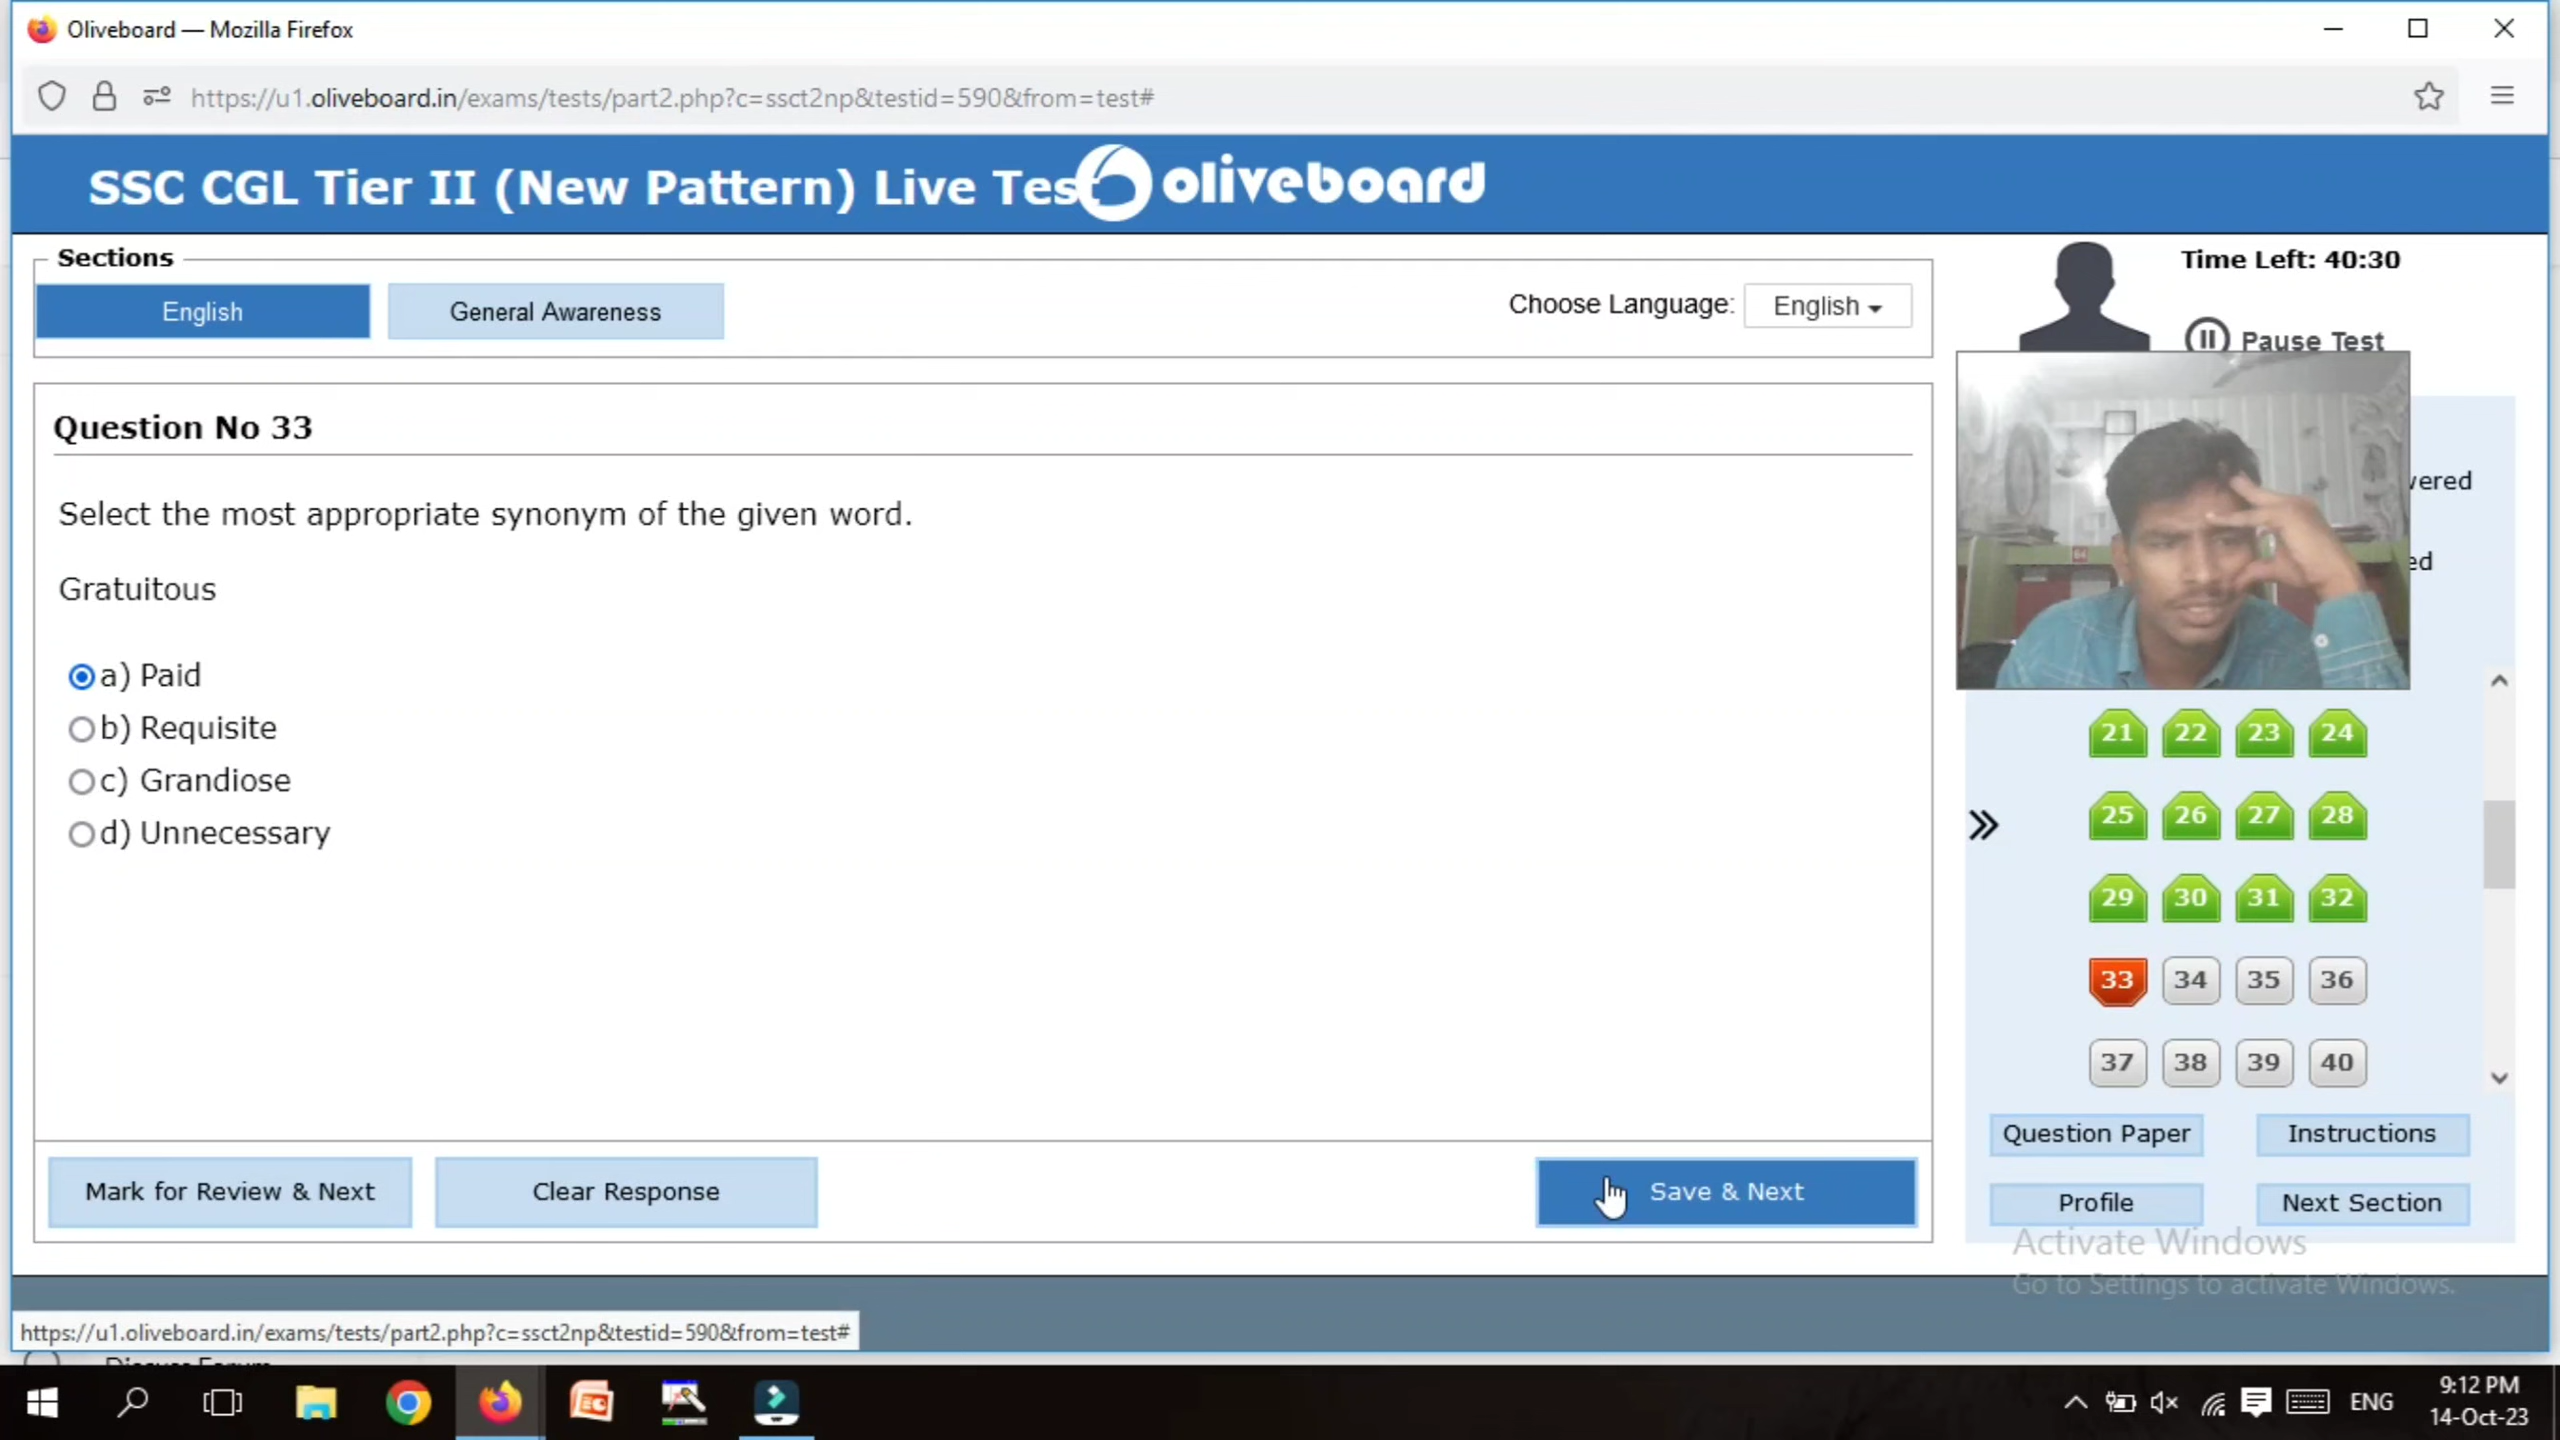 Oliveboard — Mozilla Firefox
https://u1.oliveboard.in/exams/tests/part2.php?c=ssct2np&testid=590&from=test#
SSC CGL Tier II (New Pattern) Live Tes
oliveboard
Sections
English
General Awareness
Choose Language:
English
Time Left: 40:30
Pause Test
Question No 33
Select the most appropriate synonym of the given word.
Gratuitous
a) Paid
b) Requisite
c) Grandiose
d) Unnecessary
Mark for Review & Next
Clear Response
Save & Next
vered
ed
21 22 23 24
25 26 27 28
29 30 31 32
33 34 35 36
37 38 39 40
Question Paper
Instructions
Profile
Next Section
Activate Windows
Go to Settings to activate Windows.
https://u1.oliveboard.in/exams/tests/part2.php?c=ssct2np&testid=590&from=test#
ENG
9:12 PM
14-Oct-23